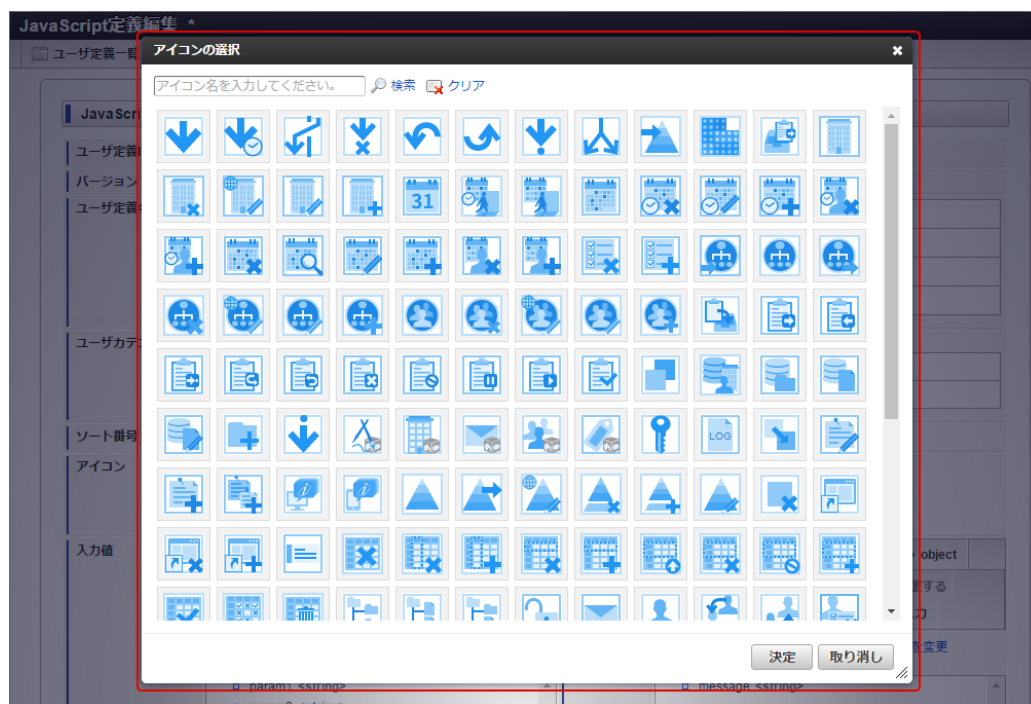 JavaScript定義編集 *
ユーザ定義一覧
アイコンの選択
アイコン名を入力してください。
検索
クリア
JavaScri
ユーザ定義
バージョン
ユーザ定義
31
ユーザカテ
LOG
ソート番号
アイコン
入力値
object
する
力
を変更
決定
取り消し
param1 <string>
message <string>